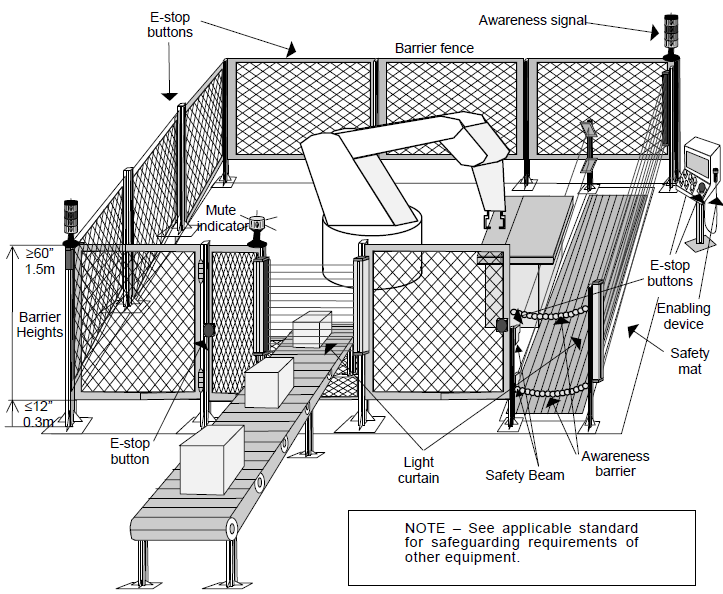 E-stop
buttons
Awareness signal
Barrier fence
Mute
indicator
≥60”
1.5m
Barrier
Heights
≤12”
0.3m
E-stop
buttons
Enabling
device
Safety
mat
E-stop
button
Light
curtain
Safety Beam
Awareness
barrier
NOTE – See applicable standard
for safeguarding requirements of
other equipment.